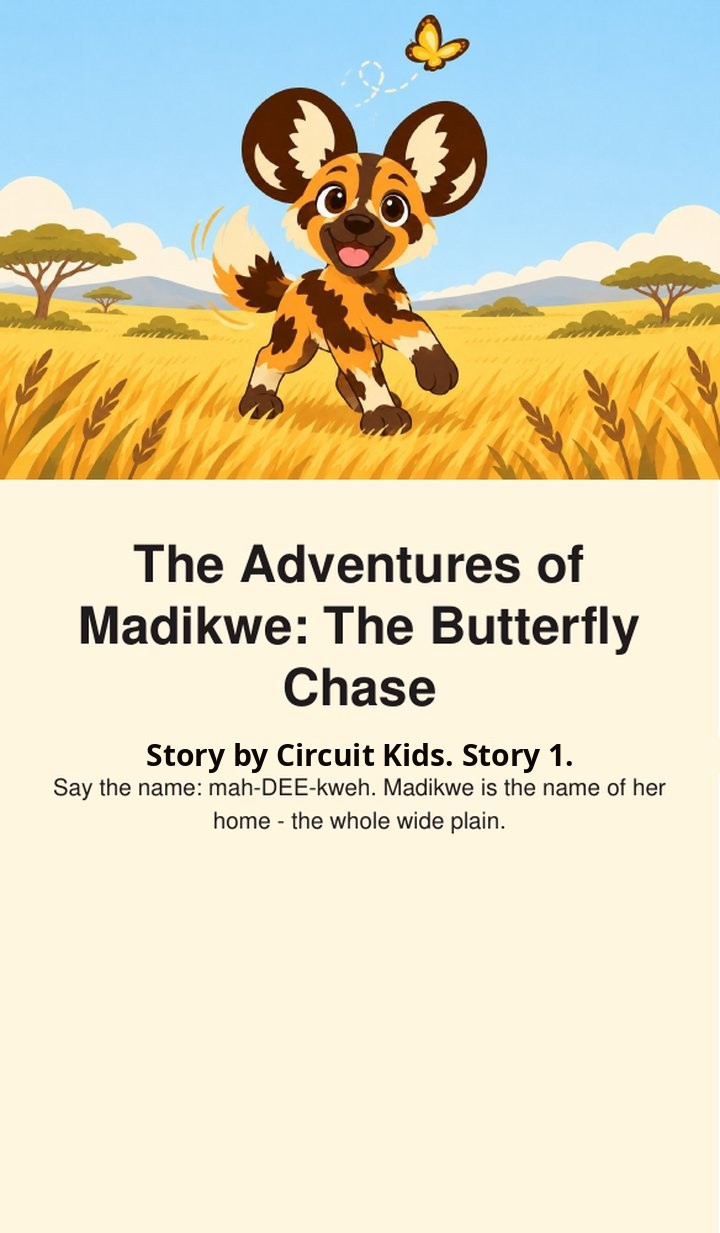 The Adventures of
Madikwe: The Butterfly
Chase
Story by Circuit Kids. Story 1.
Say the name: mah-DEE-kweh. Madikwe is the name of her
home - the whole wide plain.